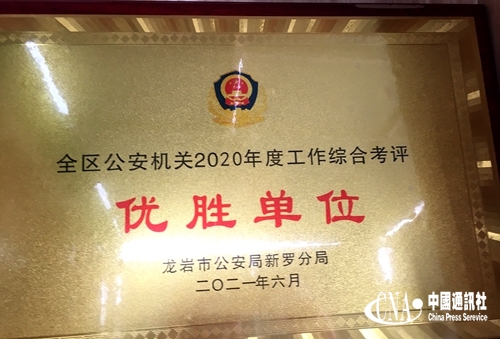 全区公安机关2020年度工作综合考评
优胜单位
龙岩市公安局新罗分局
二〇二一年六月
CNA
中國通訊社
China Press Serevice